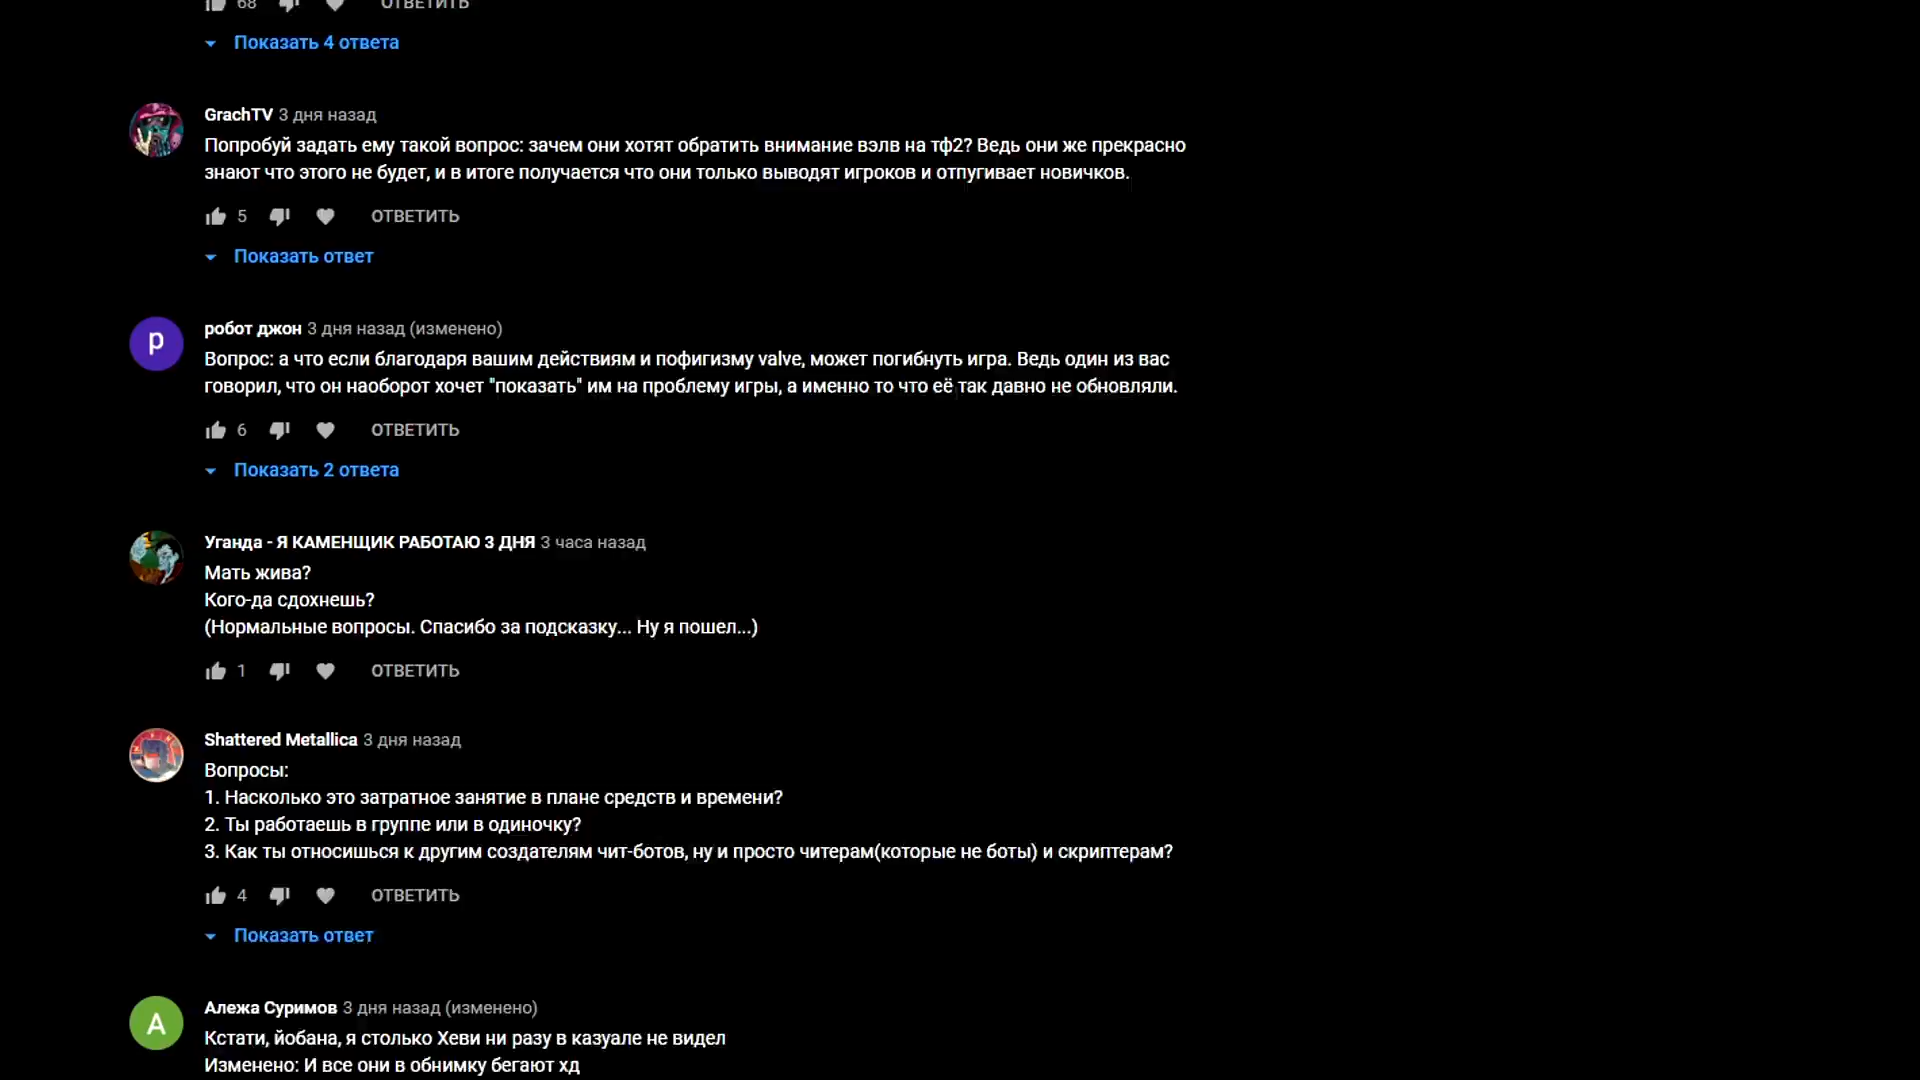 68 ОТВЕТИТЬ
Показать 4 ответа
GrachTV 3 дня назад
Попробуй задать ему такой вопрос: зачем они хотят обратить внимание вэлв на тф2? Ведь они же прекрасно
знают что этого не будет, и в итоге получается что они только выводят игроков и отпугивает новичков.
5 ОТВЕТИТЬ
Показать ответ
робот джон 3 дня назад (изменено)
Вопрос: а что если благодаря вашим действиям и пофигизму valve, может погибнуть игра. Ведь один из вас
говорил, что он наоборот хочет "показать" им на проблему игры, а именно то что её так давно не обновляли.
6 ОТВЕТИТЬ
Показать 2 ответа
Уганда - Я КАМЕНЩИК РАБОТАЮ 3 ДНЯ 3 часа назад
Мать жива?
Кого-да сдохнешь?
(Нормальные вопросы. Спасибо за подсказку... Ну я пошел...)
1 ОТВЕТИТЬ
Shattered Metallica 3 дня назад
Вопросы:
1. Насколько это затратное занятие в плане средств и времени?
2. Ты работаешь в группе или в одиночку?
3. Как ты относишься к другим создателям чит-ботов, ну и просто читерам(которые не боты) и скриптерам?
4 ОТВЕТИТЬ
Показать ответ
Алежа Суримов 3 дня назад (изменено)
Кстати, йобана, я столько Хеви ни разу в казуале не видел
Изменено: И все они в обнимку бегают хд